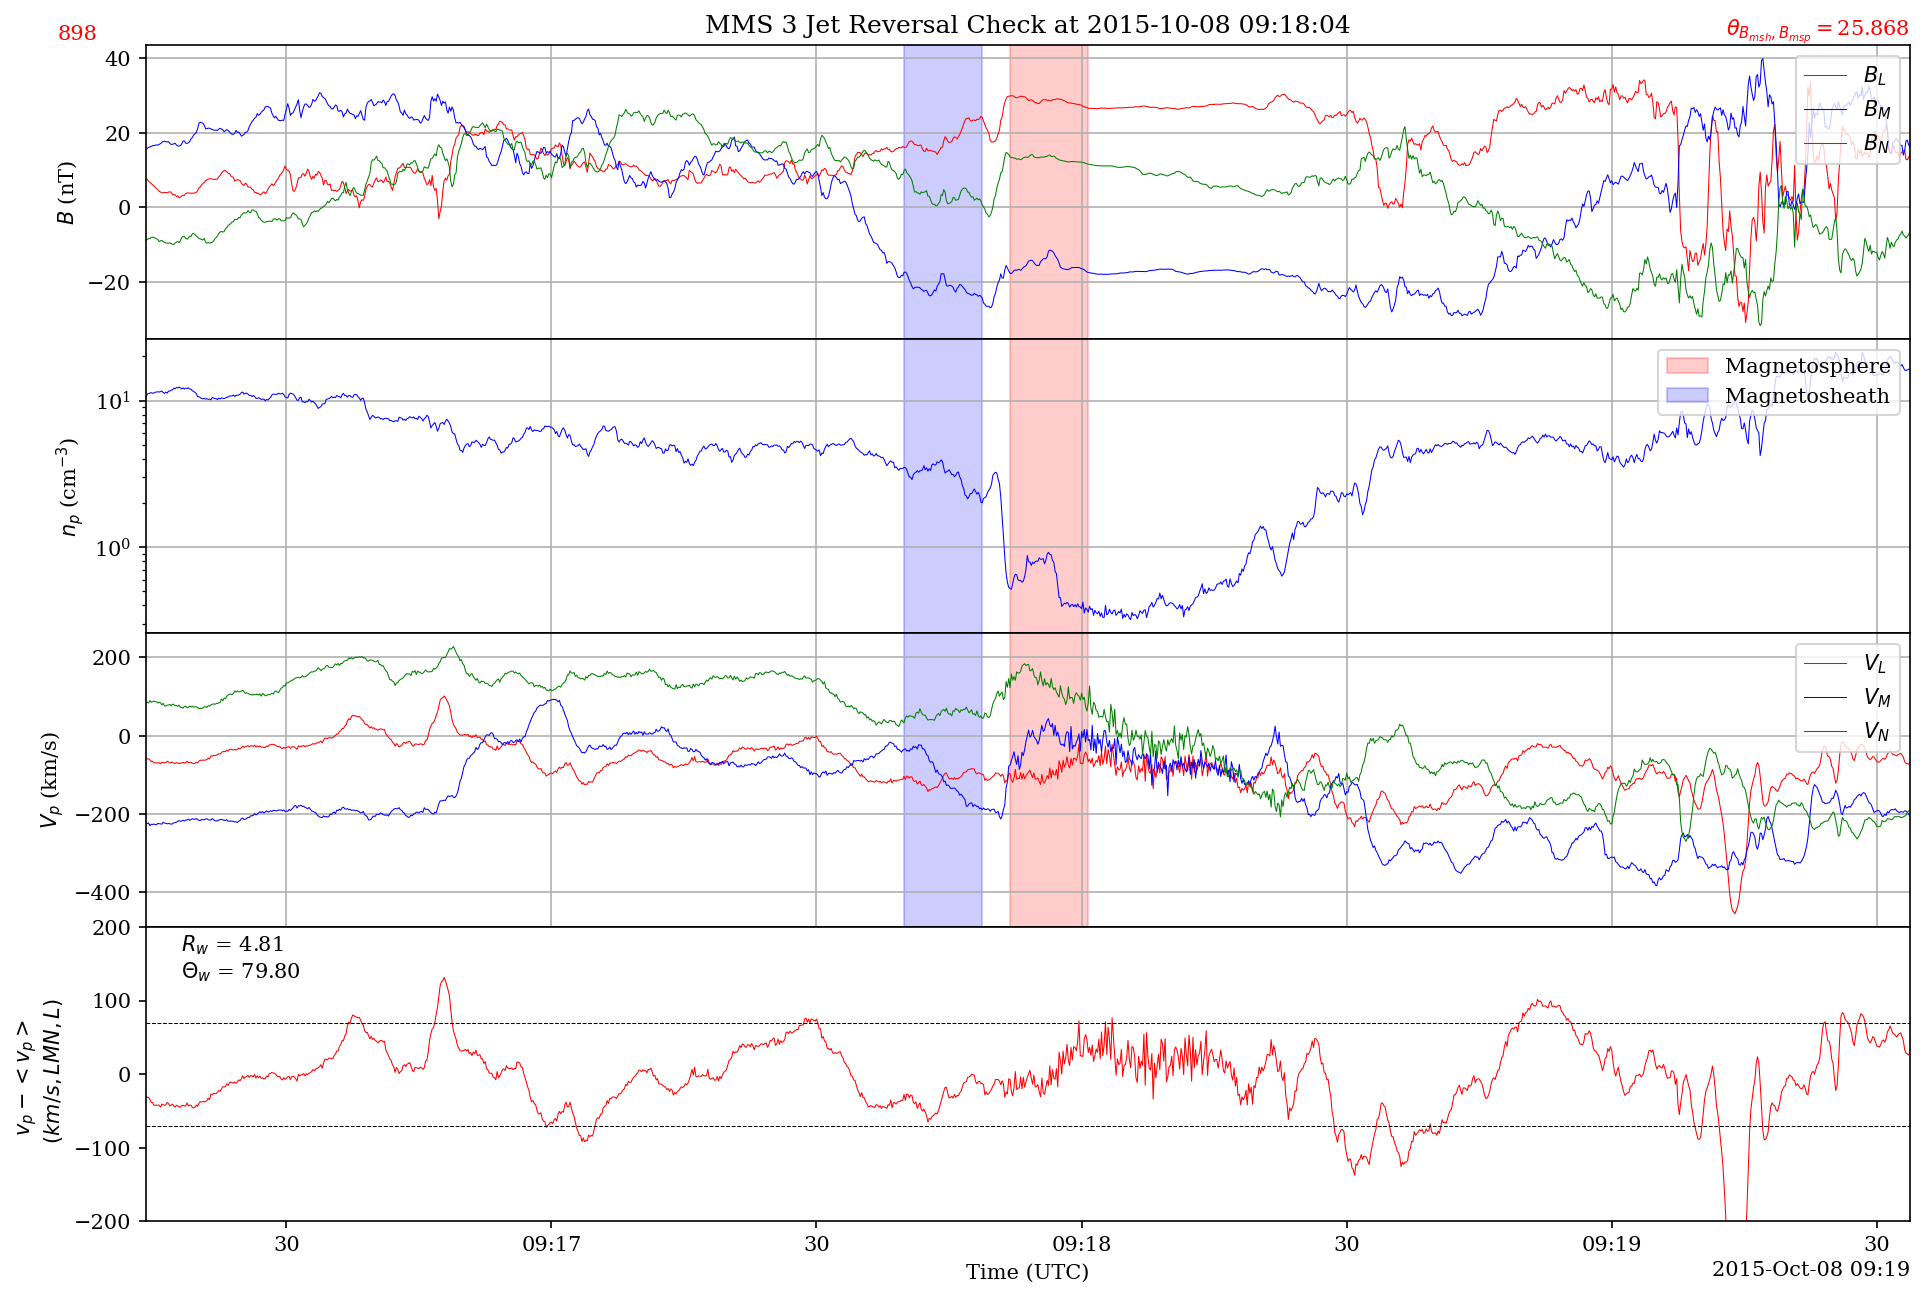 MMS 3 Jet Reversal Check at 2015-10-08 09:18:04
898
θ_{B_{msh}, B_{msp}} = 25.868
40
20
0
−20
B (nT)
B_L
B_M
B_N
10^1
10^0
n_p (cm^{−3})
Magnetosphere
Magnetosheath
200
0
−200
−400
V_p (km/s)
V_L
V_M
V_N
200
100
0
−100
−200
v_p − < v_p >
(km/s, LMN, L)
R_w = 4.81
Θ_w = 79.80
30 09:17 30 09:18 30 09:19 30
Time (UTC)
2015-Oct-08 09:19